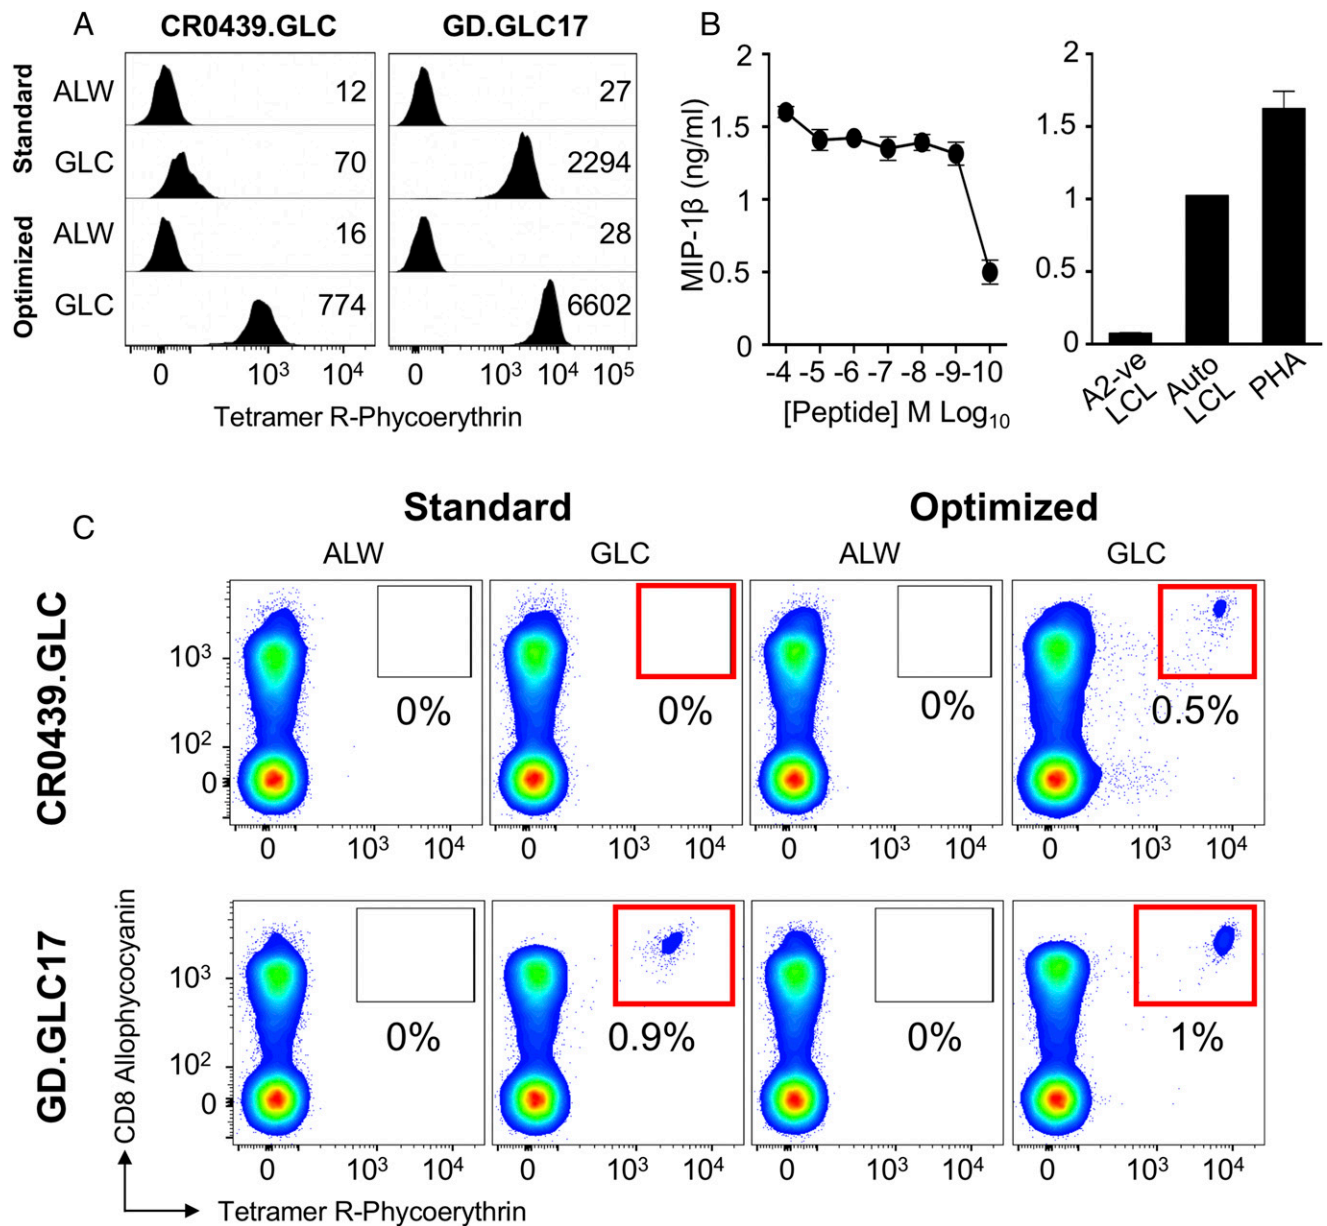 A
CR0439.GLC GD.GLC17
Standard
ALW 12 27
GLC 70 2294
Optimized
ALW 16 28
GLC 774 6602
0 10³ 10⁴ 0 10³ 10⁴ 10⁵
Tetramer R-Phycoerythrin
B
MIP-1β (ng/ml)
2
1.5
1
0.5
0
-4 -5 -6 -7 -8 -9 -10
[Peptide] M Log₁₀
2
1.5
1
0.5
0
A2-ve LCL
Auto LCL
PHA
C
Standard Optimized
ALW GLC ALW GLC
CR0439.GLC
10³
10²
0
0% 0% 0% 0.5%
0 10³ 10⁴ 0 10³ 10⁴ 0 10³ 10⁴ 0 10³ 10⁴
GD.GLC17
CD8 Allophycocyanin
10³
10²
0
0% 0.9% 0% 1%
0 10³ 10⁴ 0 10³ 10⁴ 0 10³ 10⁴ 0 10³ 10⁴
Tetramer R-Phycoerythrin